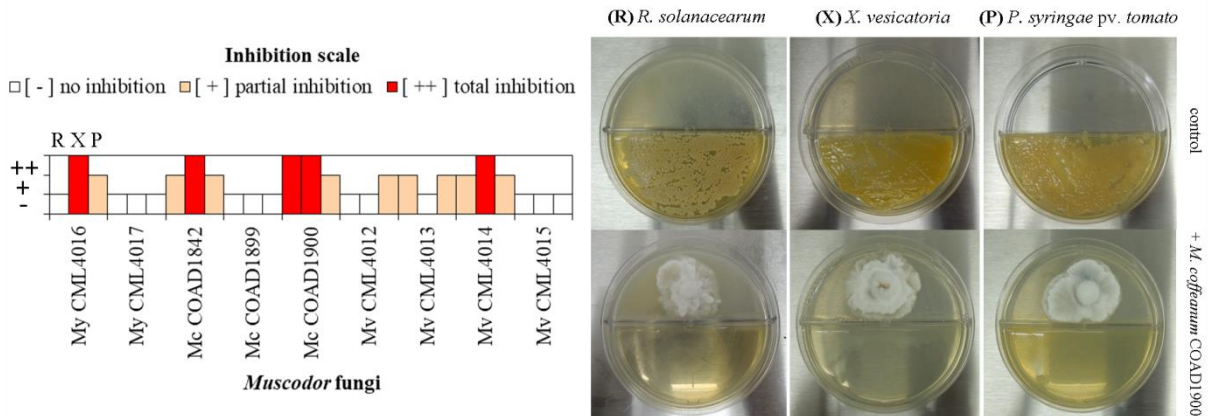 Inhibition scale
[ - ] no inhibition [ + ] partial inhibition [ ++ ] total inhibition
R X P
++
+
-
My CML4016
My CML4017
Mc COAD1842
Mc COAD1899
Mc COAD1900
Mv CML4012
Mv CML4013
Mv CML4014
Mv CML4015
Muscodor fungi
(R) R. solanacearum
(X) X. vesicatoria
(P) P. syringae pv. tomato
control
+ M. coffeanum COAD1900